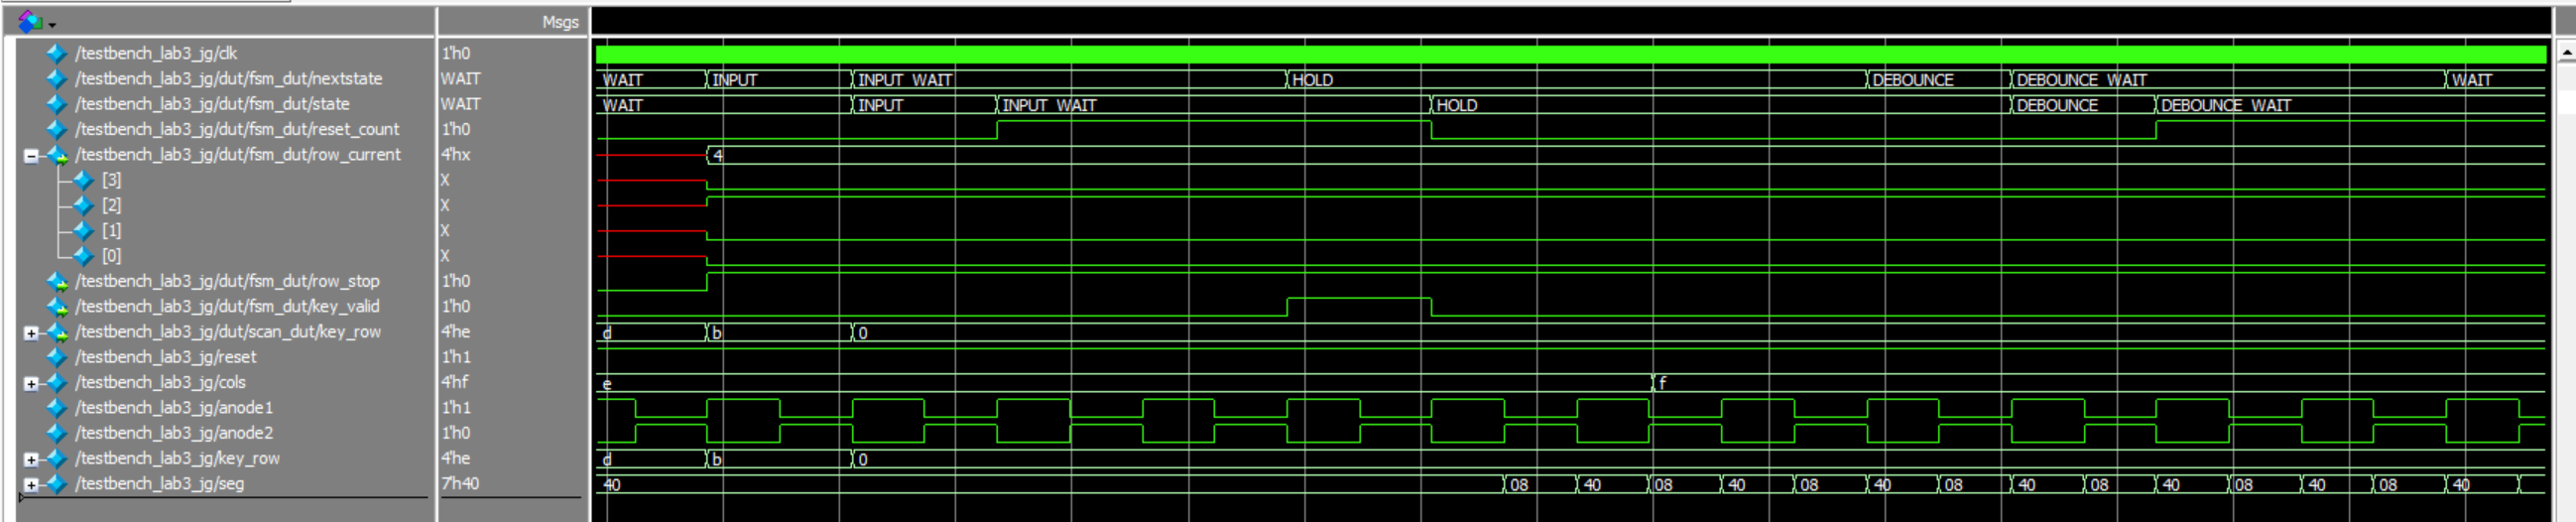 Msgs
/testbench_lab3_jg/clk 1'h0
/testbench_lab3_jg/dut/fsm_dut/nextstate WAIT WAIT INPUT INPUT_WAIT HOLD DEBOUNCE DEBOUNCE_WAIT WAIT
/testbench_lab3_jg/dut/fsm_dut/state WAIT WAIT INPUT INPUT_WAIT HOLD DEBOUNCE DEBOUNCE_WAIT
/testbench_lab3_jg/dut/fsm_dut/reset_count 1'h0
/testbench_lab3_jg/dut/fsm_dut/row_current 4'hx 4
[3] X
[2] X
[1] X
[0] X
/testbench_lab3_jg/dut/fsm_dut/row_stop 1'h0
/testbench_lab3_jg/dut/fsm_dut/key_valid 1'h0
/testbench_lab3_jg/dut/scan_dut/key_row 4'he d b 0
/testbench_lab3_jg/reset 1'h1
/testbench_lab3_jg/cols 4'hf e f
/testbench_lab3_jg/anode1 1'h1
/testbench_lab3_jg/anode2 1'h0
/testbench_lab3_jg/key_row 4'he d b 0
/testbench_lab3_jg/seg 7'h40 40 08 40 08 40 08 40 08 40 08 40 08 40 08 40